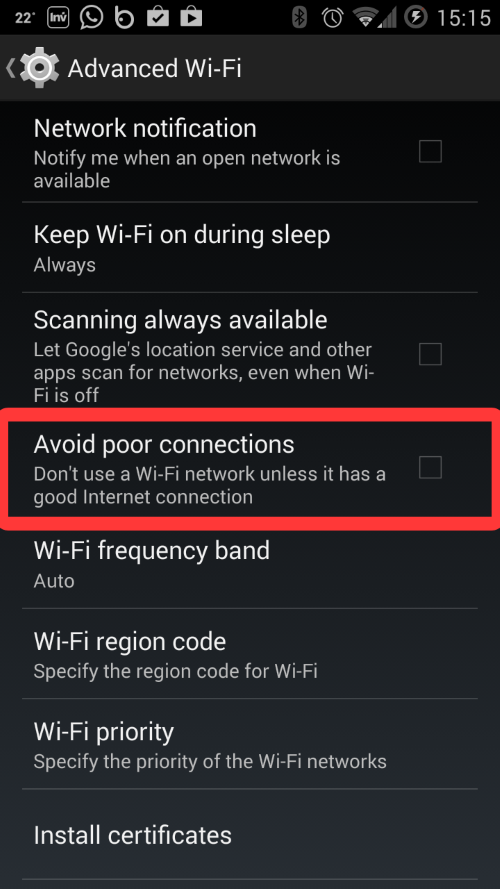 22° Inv 15:15
Advanced Wi-Fi
Network notification
Notify me when an open network is
available
Keep Wi-Fi on during sleep
Always
Scanning always available
Let Google's location service and other
apps scan for networks, even when Wi-
Fi is off
Avoid poor connections
Don't use a Wi-Fi network unless it has a
good Internet connection
Wi-Fi frequency band
Auto
Wi-Fi region code
Specify the region code for Wi-Fi
Wi-Fi priority
Specify the priority of the Wi-Fi networks
Install certificates